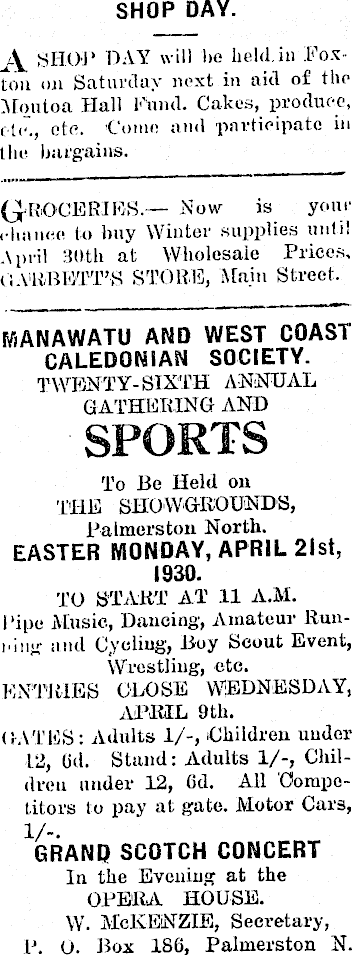 SHOP DAY.
A SHOP DAY will be held in Fox-
ton on Saturday next in aid of the
Moutoa Hall Fund. Cakes, produce,
etc., etc. Come and participate in
the bargains.
GROCERIES.— Now is your
chance to buy Winter supplies until
April 30th at Wholesale Prices,
GARBETT'S STORE, Main Street.
MANAWATU AND WEST COAST
CALEDONIAN SOCIETY.
TWENTY-SIXTH ANNUAL
GATHERING AND
SPORTS
To Be Held on
THE SHOWGROUNDS,
Palmerston North.
EASTER MONDAY, APRIL 21st,
1930.
TO START AT 11 A.M.
Pipe Music, Dancing, Amateur Run-
ning and Cycling, Boy Scout Event,
Wrestling, etc.
ENTRIES CLOSE WEDNESDAY,
APRIL 9th.
GATES: Adults 1/-, Children under
12, 6d. Stand: Adults 1/-, Chil-
dren under 12, 6d. All Compe-
titors to pay at gate. Motor Cars,
1/-.
GRAND SCOTCH CONCERT
In the Evening at the
OPERA HOUSE.
W. McKENZIE, Secretary,
P. O. Box 186, Palmerston N.